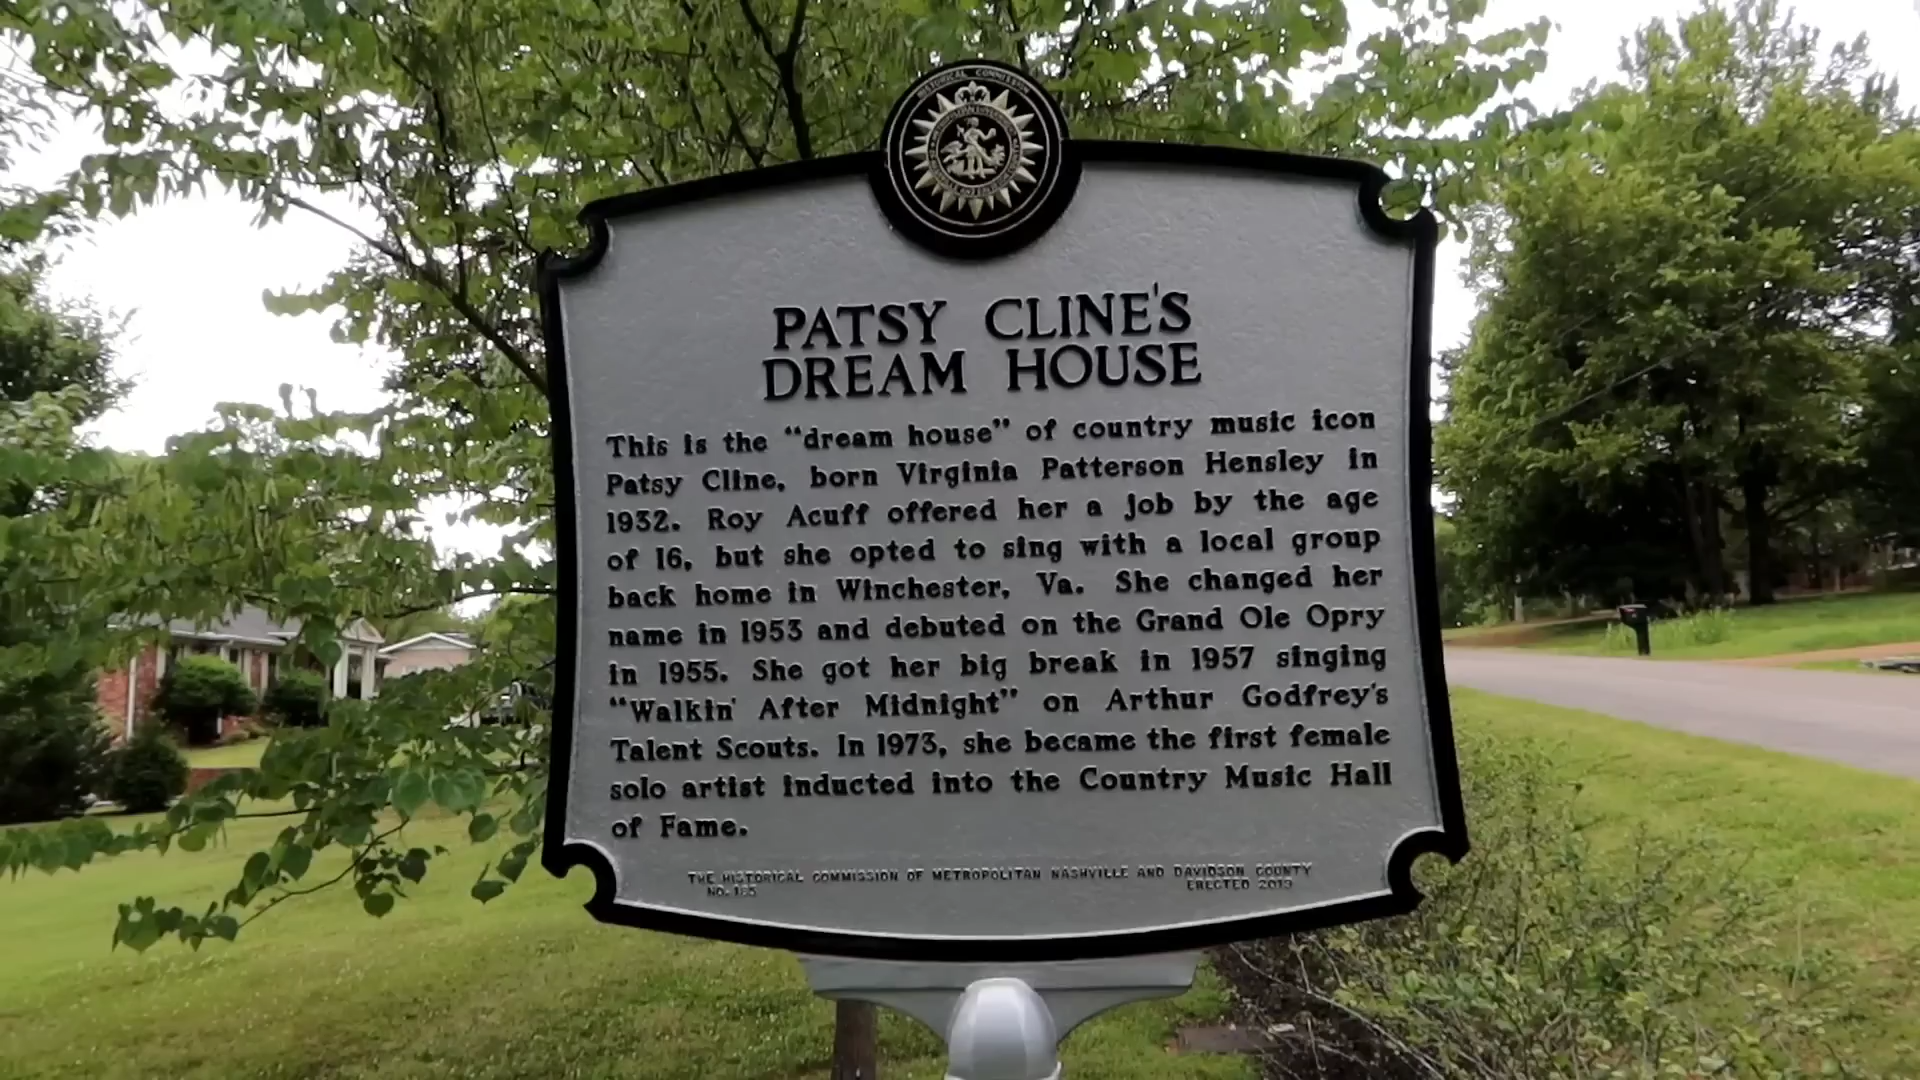 HISTORICAL COMMISSION
PATSY CLINE'S
DREAM HOUSE
This is the “dream house” of country music icon
Patsy Cline, born Virginia Patterson Hensley in
1932. Roy Acuff offered her a job by the age
of 16, but she opted to sing with a local group
back home in Winchester, Va. She changed her
name in 1953 and debuted on the Grand Ole Opry
in 1955. She got her big break in 1957 singing
“Walkin' After Midnight” on Arthur Godfrey's
Talent Scouts. In 1973, she became the first female
solo artist inducted into the Country Music Hall
of Fame.
THE HISTORICAL COMMISSION OF METROPOLITAN NASHVILLE AND DAVIDSON COUNTY
NO. 185 ERECTED 2019